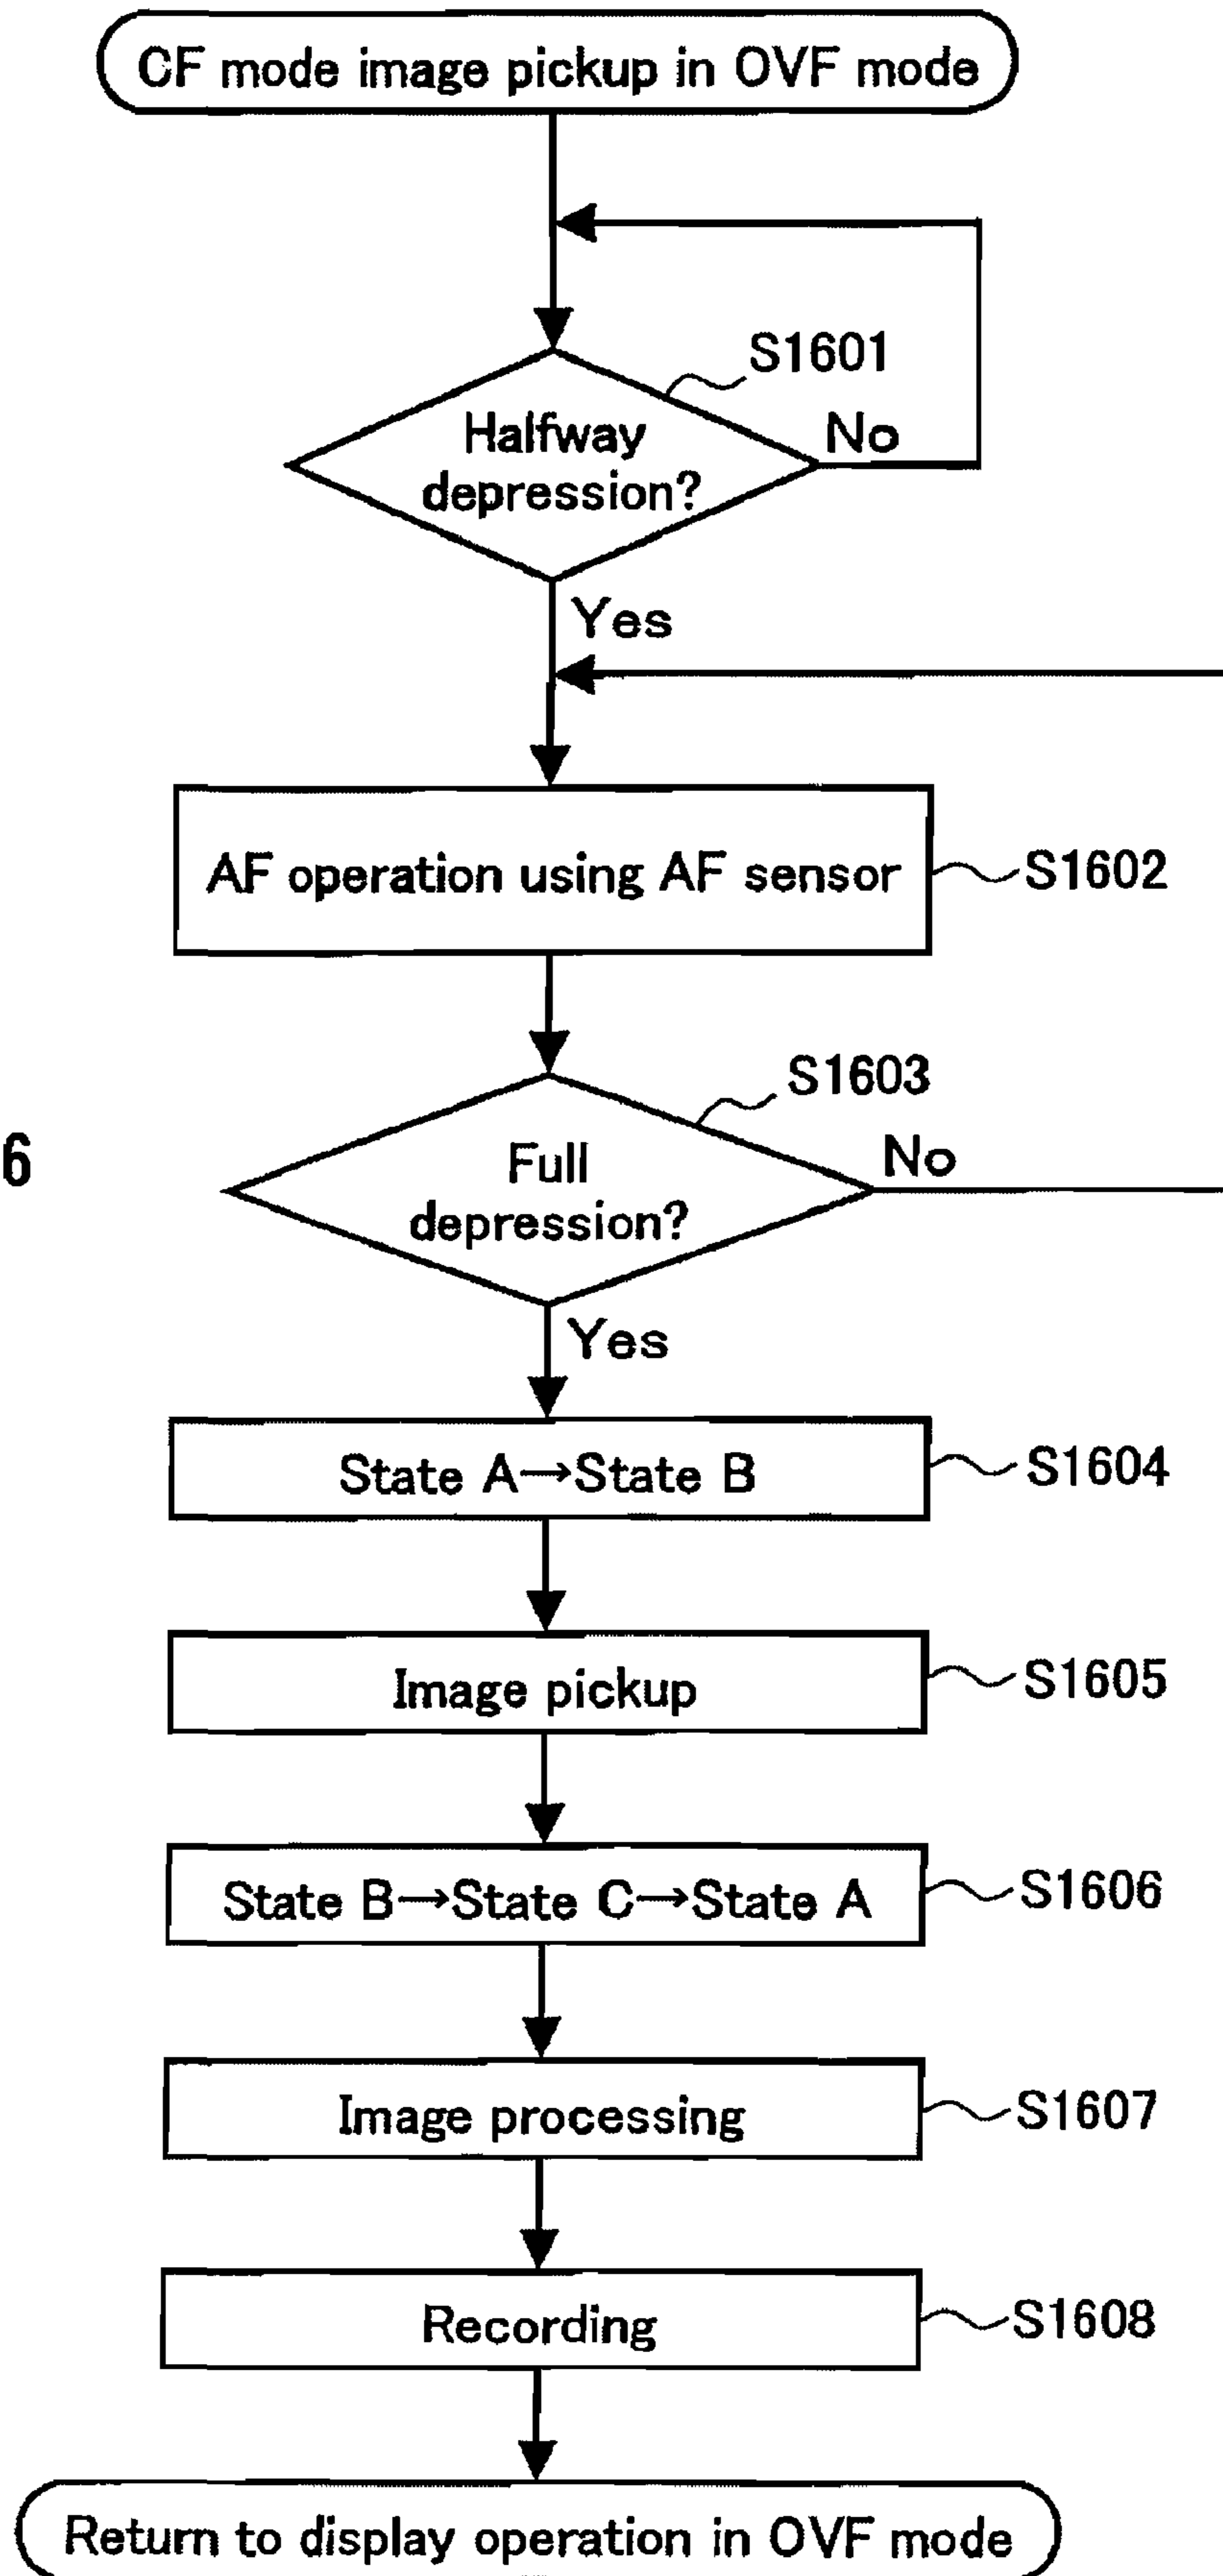 CF mode image pickup in OVF mode
S1601
Halfway
depression?
No
Yes
AF operation using AF sensor
S1602
S1603
6
Full
depression?
No
Yes
State A→State B
S1604
Image pickup
S1605
State B→State C→State A
S1606
Image processing
S1607
Recording
S1608
Return to display operation in OVF mode